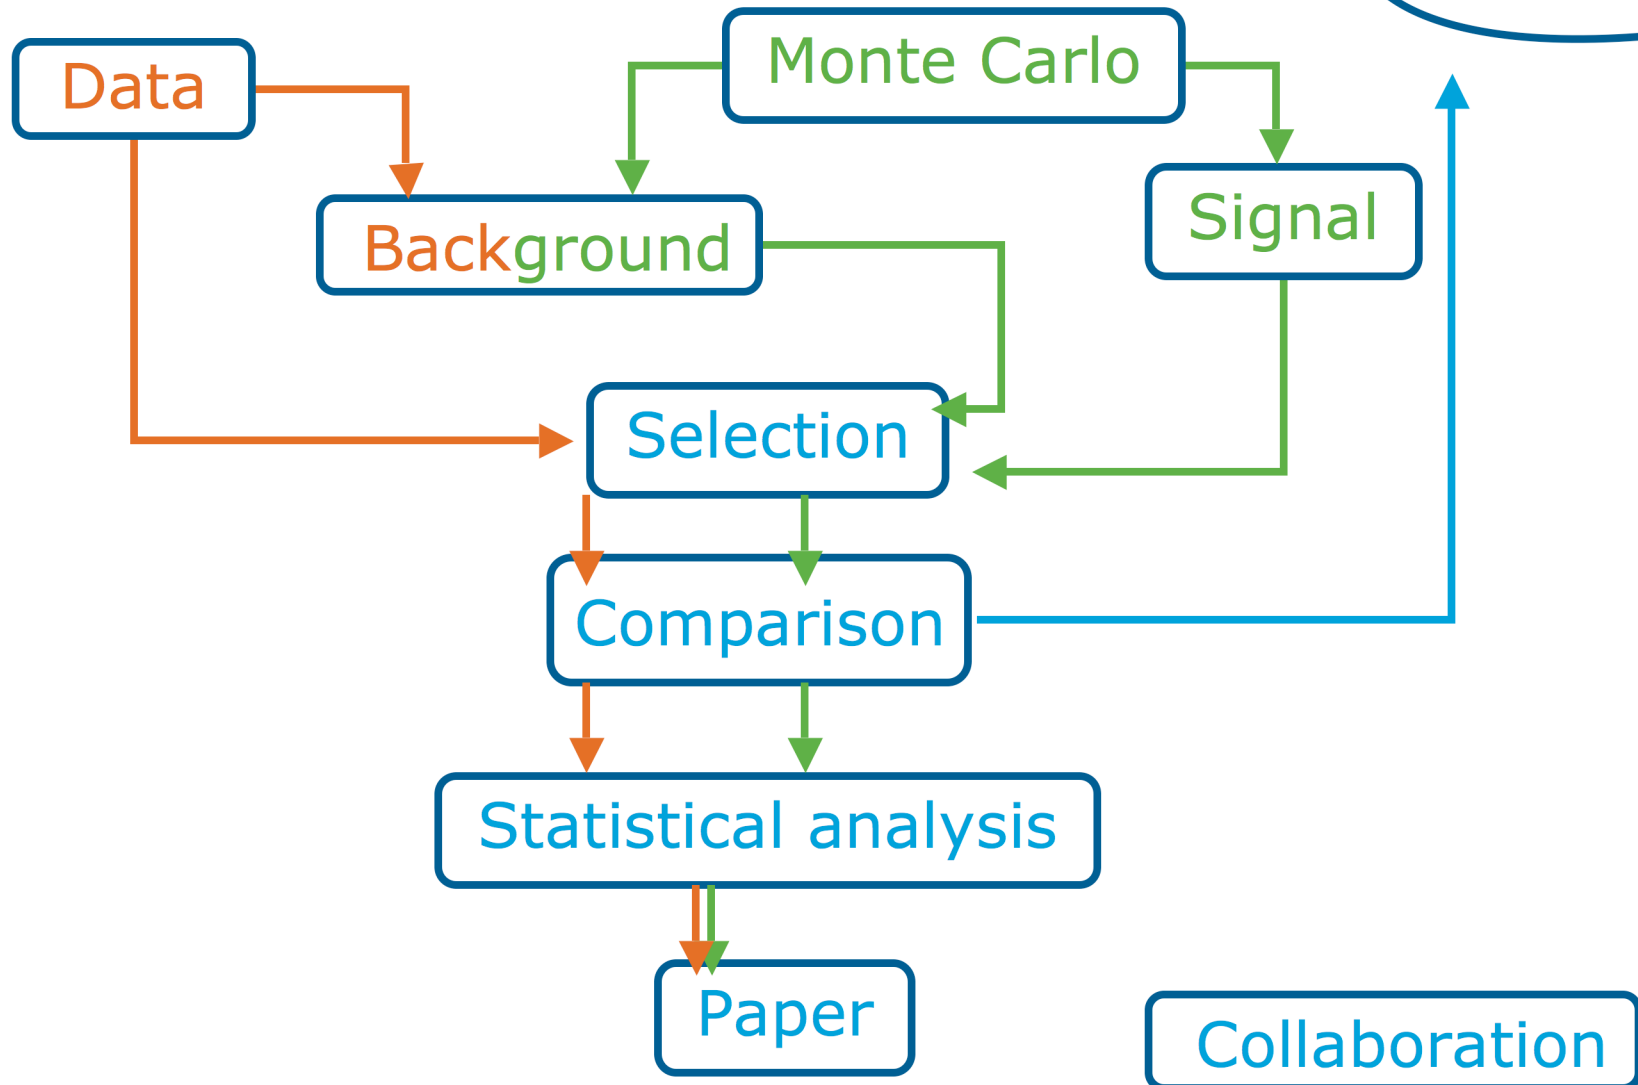 Monte Carlo
Data
Signal
Background
Selection
Comparison
Statistical analysis
Paper
Collaboration